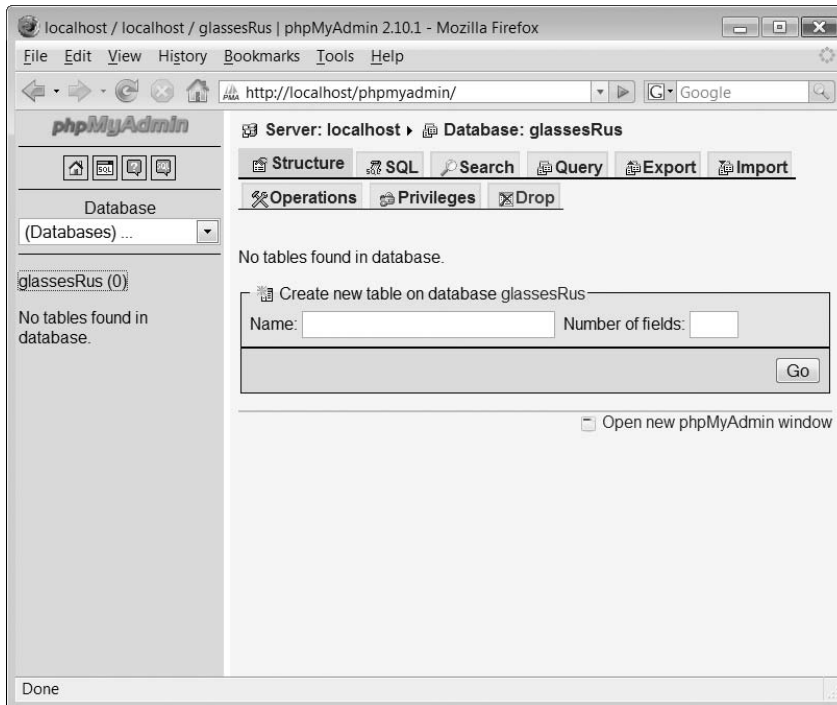 localhost / localhost / glassesRus | phpMyAdmin 2.10.1 - Mozilla Firefox
File Edit View History Bookmarks Tools Help
PMA http://localhost/phpmyadmin/ G Google
phpMyAdmin
SQL
Database
(Databases) ...
glassesRus (0)
No tables found in
database.
Server: localhost Database: glassesRus
Structure SQL Search Query Export Import
Operations Privileges Drop
No tables found in database.
Create new table on database glassesRus
Name: Number of fields:
Go
Open new phpMyAdmin window
Done